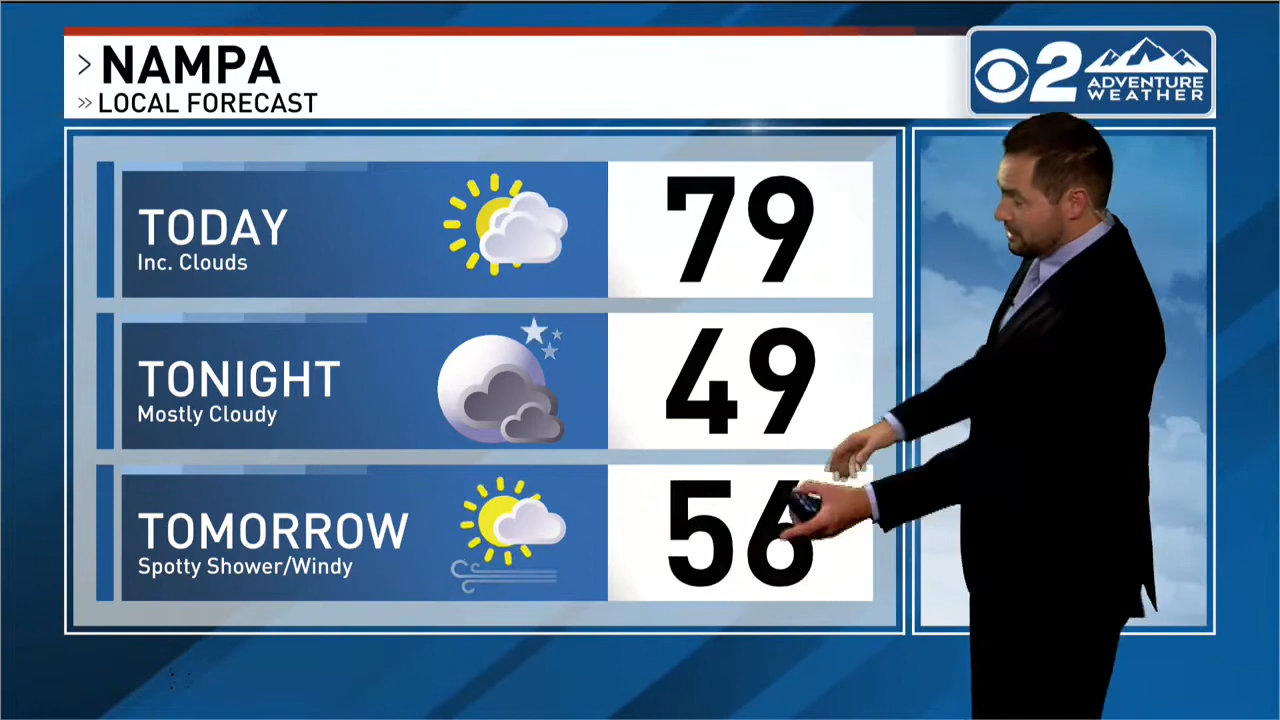 > NAMPA
» LOCAL FORECAST
2 ADVENTURE
WEATHER
TODAY
Inc. Clouds
79
TONIGHT
Mostly Cloudy
49
TOMORROW
Spotty Shower/Windy
56